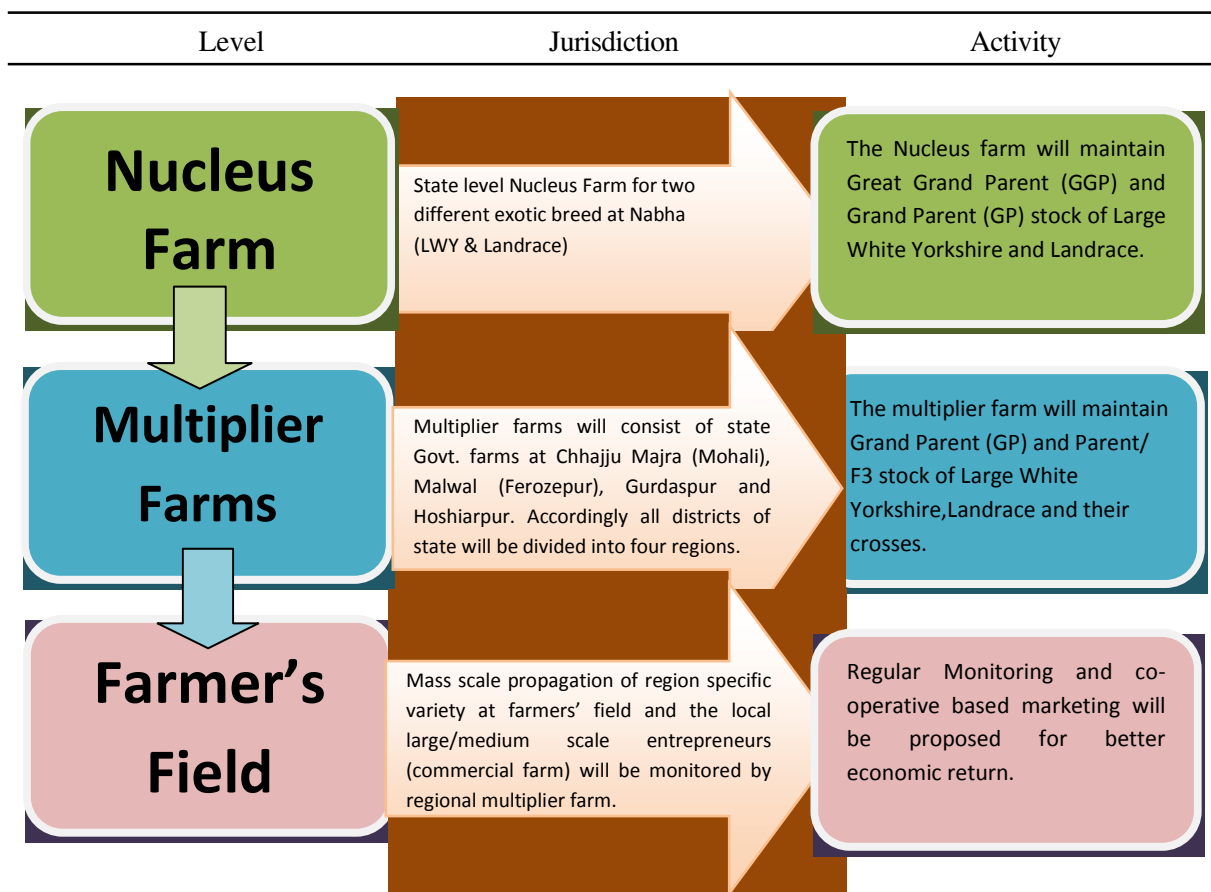 Level Jurisdiction Activity
Nucleus
Farm
State level Nucleus Farm for two
different exotic breed at Nabha
(LWY & Landrace)
The Nucleus farm will maintain
Great Grand Parent (GGP) and
Grand Parent (GP) stock of Large
White Yorkshire and Landrace.
Multiplier
Farms
Multiplier farms will consist of state
Govt. farms at Chhajju Majra (Mohali),
Malwal (Ferozepur), Gurdaspur and
Hoshiarpur. Accordingly all districts of
state will be divided into four regions.
The multiplier farm will maintain
Grand Parent (GP) and Parent/
F3 stock of Large White
Yorkshire,Landrace and their
crosses.
Farmer’s
Field
Mass scale propagation of region specific
variety at farmers’ field and the local
large/medium scale entrepreneurs
(commercial farm) will be monitored by
regional multiplier farm.
Regular Monitoring and co-
operative based marketing will
be proposed for better
economic return.